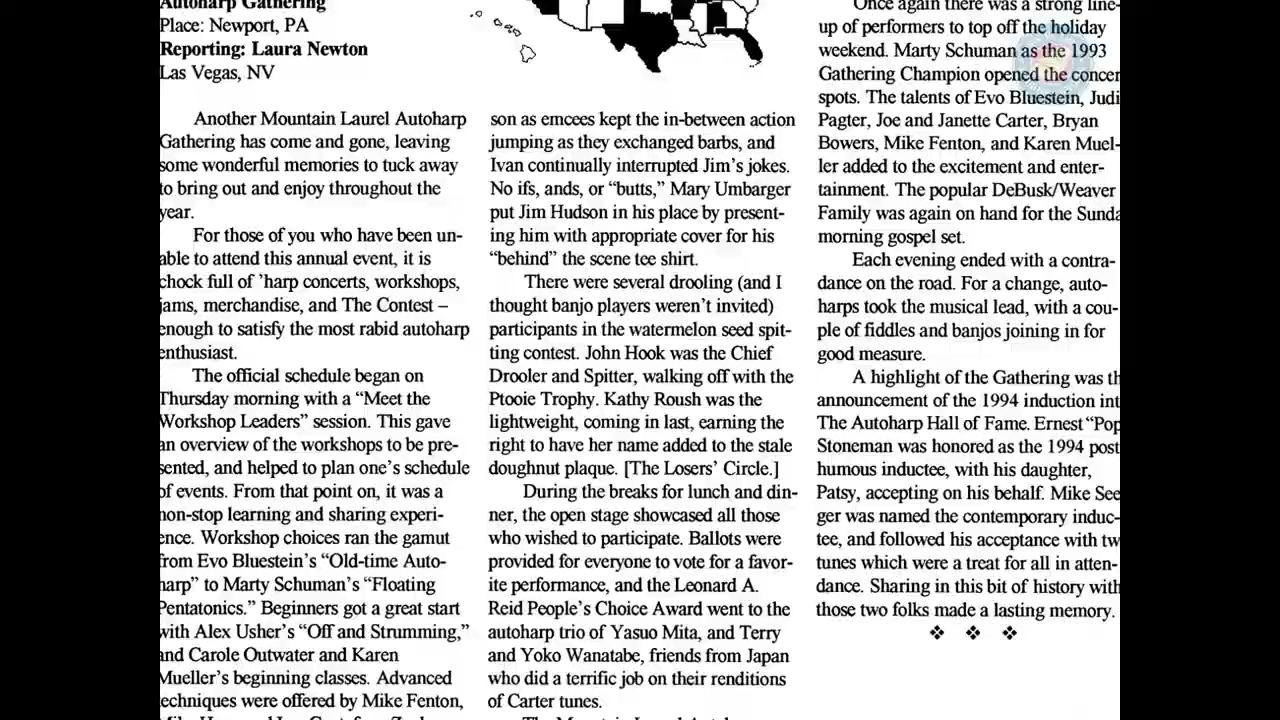 Autoharp Gathering
Place: Newport, PA
Reporting: Laura Newton
Las Vegas, NV
Another Mountain Laurel Autoharp
Gathering has come and gone, leaving
some wonderful memories to tuck away
to bring out and enjoy throughout the
year.
For those of you who have been un-
able to attend this annual event, it is
chock full of 'harp concerts, workshops,
jams, merchandise, and The Contest –
enough to satisfy the most rabid autoharp
enthusiast.
The official schedule began on
Thursday morning with a “Meet the
Workshop Leaders” session. This gave
an overview of the workshops to be pre-
sented, and helped to plan one's schedule
of events. From that point on, it was a
non-stop learning and sharing experi-
ence. Workshop choices ran the gamut
from Evo Bluestein's “Old-time Auto-
harp” to Marty Schuman's “Floating
Pentatonics.” Beginners got a great start
with Alex Usher's “Off and Strumming,”
and Carole Outwater and Karen
Mueller's beginning classes. Advanced
techniques were offered by Mike Fenton,
son as emcees kept the in-between action
jumping as they exchanged barbs, and
Ivan continually interrupted Jim's jokes.
No ifs, ands, or “butts,” Mary Umbarger
put Jim Hudson in his place by present-
ing him with appropriate cover for his
“behind” the scene tee shirt.
There were several drooling (and I
thought banjo players weren't invited)
participants in the watermelon seed spit-
ting contest. John Hook was the Chief
Drooler and Spitter, walking off with the
Ptooie Trophy. Kathy Roush was the
lightweight, coming in last, earning the
right to have her name added to the stale
doughnut plaque. [The Losers' Circle.]
During the breaks for lunch and din-
ner, the open stage showcased all those
who wished to participate. Ballots were
provided for everyone to vote for a favor-
ite performance, and the Leonard A.
Reid People's Choice Award went to the
autoharp trio of Yasuo Mita, and Terry
and Yoko Wanatabe, friends from Japan
who did a terrific job on their renditions
of Carter tunes.
Once again there was a strong line-
up of performers to top off the holiday
weekend. Marty Schuman as the 1993
Gathering Champion opened the concer
spots. The talents of Evo Bluestein, Judi
Pagter, Joe and Janette Carter, Bryan
Bowers, Mike Fenton, and Karen Muel-
ler added to the excitement and enter-
tainment. The popular DeBusk/Weaver
Family was again on hand for the Sunda
morning gospel set.
Each evening ended with a contra-
dance on the road. For a change, auto-
harps took the musical lead, with a cou-
ple of fiddles and banjos joining in for
good measure.
A highlight of the Gathering was th
announcement of the 1994 induction int
The Autoharp Hall of Fame. Ernest “Pop
Stoneman was honored as the 1994 post
humous inductee, with his daughter,
Patsy, accepting on his behalf. Mike See
ger was named the contemporary induc-
tee, and followed his acceptance with tw
tunes which were a treat for all in atten-
dance. Sharing in this bit of history with
those two folks made a lasting memory.